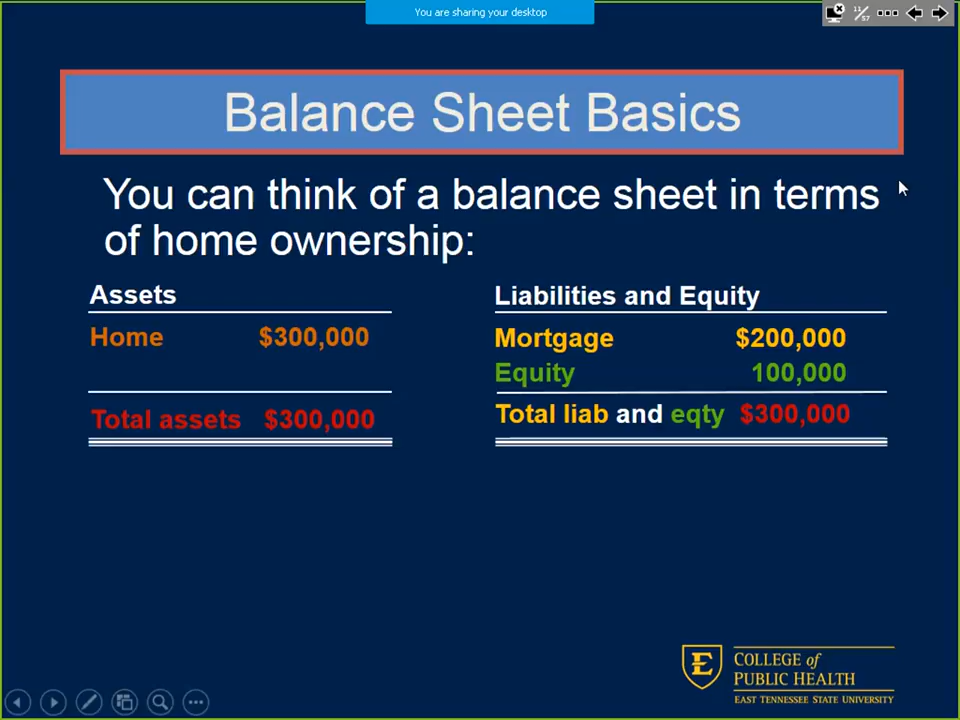 You are sharing your desktop
11/57
Balance Sheet Basics
You can think of a balance sheet in terms
of home ownership:
Assets
Home $300,000
Total assets $300,000
Liabilities and Equity
Mortgage $200,000
Equity 100,000
Total liab and eqty $300,000
E
COLLEGE of
PUBLIC HEALTH
EAST TENNESSEE STATE UNIVERSITY